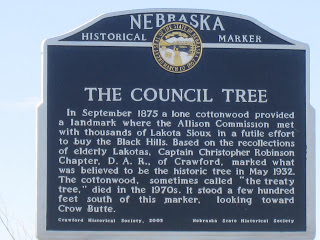 NEBRASKA
HISTORICAL MARKER
THE COUNCIL TREE
In September 1875 a lone cottonwood provided
a landmark where the Allison Commission met
with thousands of Lakota Sioux in a futile effort
to buy the Black Hills. Based on the recollections
of elderly Lakotas, Captain Christopher Robinson
Chapter, D. A. R., of Crawford, marked what
was believed to be the historic tree in May 1932.
The cottonwood, sometimes called "the treaty
tree," died in the 1970s. It stood a few hundred
feet south of this marker, looking toward
Crow Butte.
Crawford Historical Society, 2005 Nebraska State Historical Society